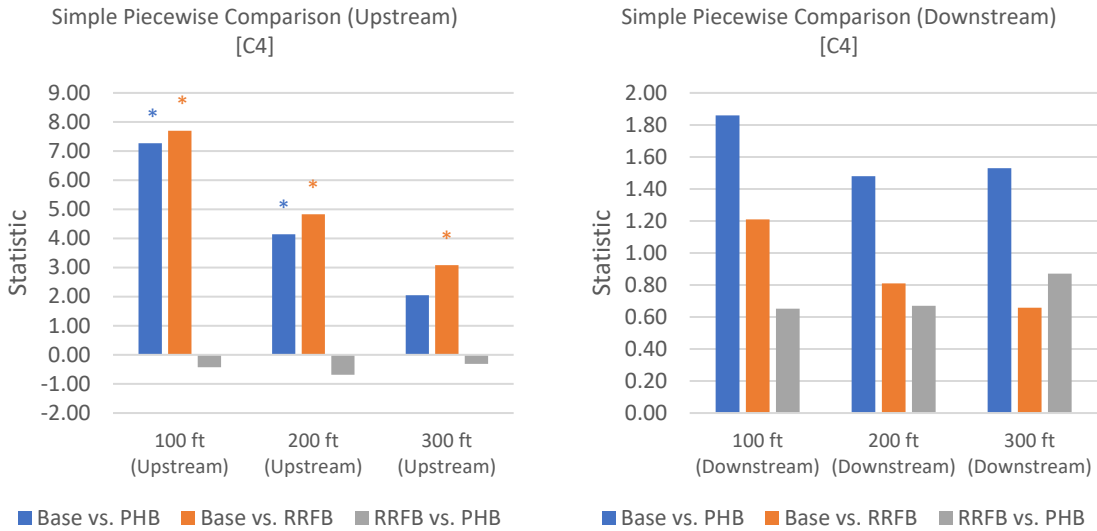 Simple Piecewise Comparison (Upstream)
[C4]
Statistic
9.00
8.00
7.00
6.00
5.00
4.00
3.00
2.00
1.00
0.00
-1.00
-2.00
* *
* *
*
100 ft
(Upstream)
200 ft
(Upstream)
300 ft
(Upstream)
Base vs. PHB
Base vs. RRFB
RRFB vs. PHB
Simple Piecewise Comparison (Downstream)
[C4]
Statistic
2.00
1.80
1.60
1.40
1.20
1.00
0.80
0.60
0.40
0.20
0.00
100 ft
(Downstream)
200 ft
(Downstream)
300 ft
(Downstream)
Base vs. PHB
Base vs. RRFB
RRFB vs. PHB